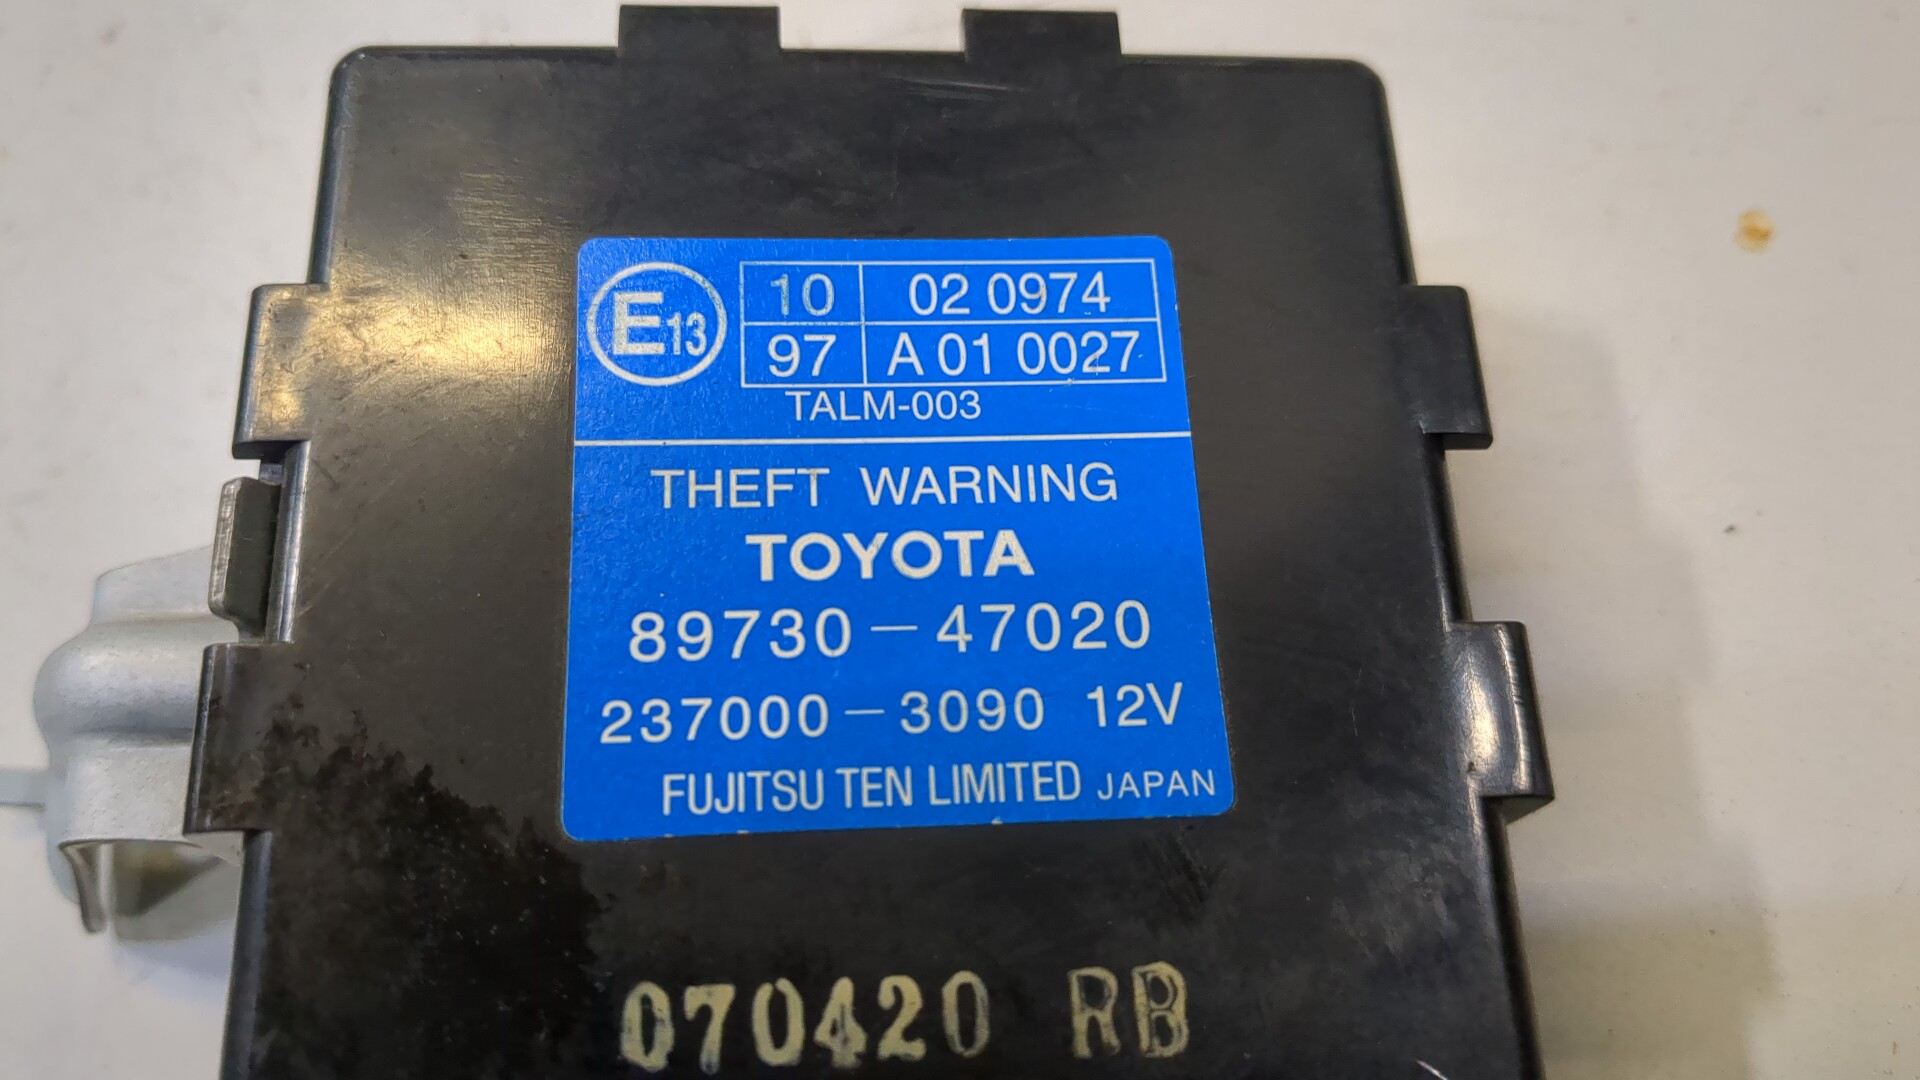 E13
10 02 0974
97 A 01 0027
TALM-003
THEFT WARNING
TOYOTA
89730-47020
237000-3090 12V
FUJITSU TEN LIMITED JAPAN
070420 RB